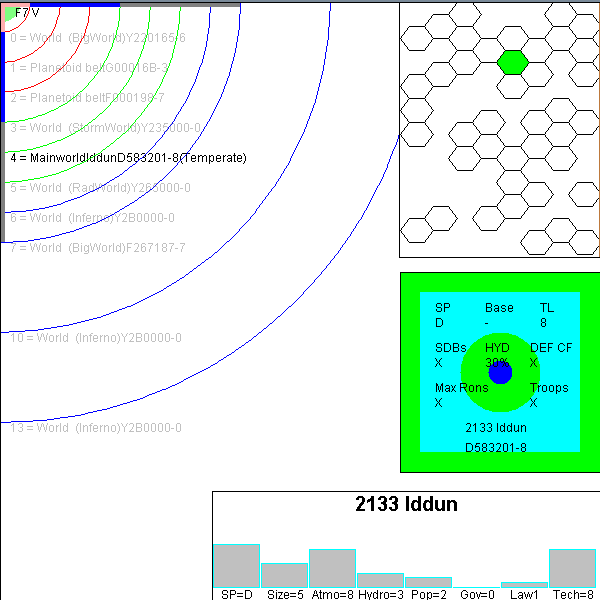 F7 V
0 = World  (BigWorld)Y220165-6
1 = Planetoid beltG00016B-3
2 = Planetoid beltF000198-7
3 = World  (StormWorld)Y235000-0
4 = MainworldIddunD583201-8(Temperate)
5 = World  (RadWorld)Y265000-0
6 = World  (Inferno)Y2B0000-0
7 = World  (BigWorld)F267187-7
10 = World  (Inferno)Y2B0000-0
13 = World  (Inferno)Y2B0000-0
SP Base TL
D - 8
SDBs HYD DEF CF
X 30% X
Max Rons Troops
X X
2133 Iddun
D583201-8
2133 Iddun
SP=D Size=5 Atmo=8 Hydro=3 Pop=2 Gov=0 Law1 Tech=8